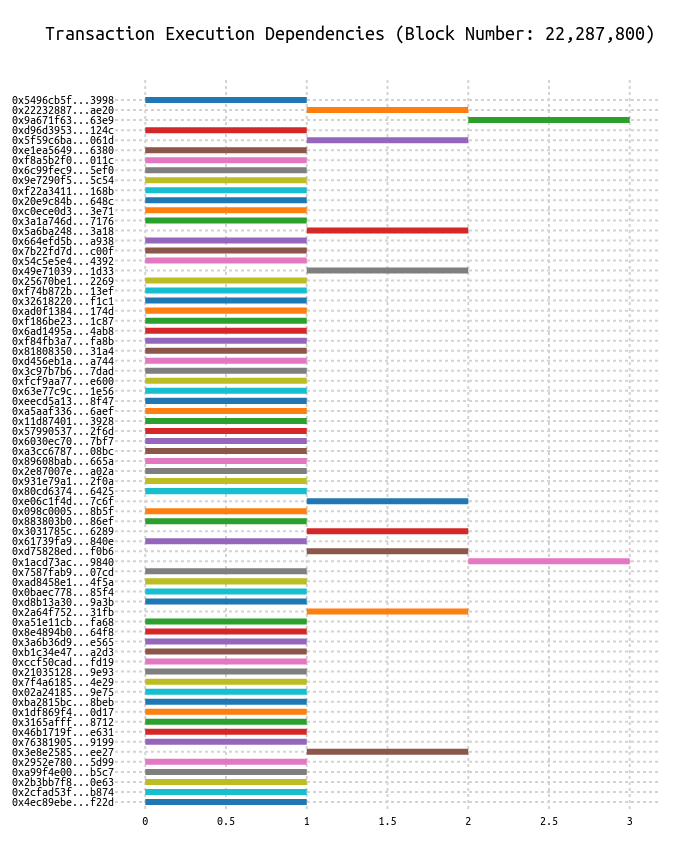 Transaction Execution Dependencies (Block Number: 22,287,800)
0x5496cb5f...3998
0x22232887...ae20
0x9a671f63...63e9
0xd96d3953...124c
0x5f59c6ba...061d
0xe1ea5649...6380
0xf8a5b2f0...011c
0x6c99fec9...5ef0
0x9e7290f5...5c54
0xf22a3411...168b
0x20e9c84b...648c
0xc0ece0d3...3e71
0x3a1a746d...7176
0x5a6ba248...3a18
0x664efd5b...a938
0x7b22fd7d...c00f
0x54c5e5e4...4392
0x49e71039...1d33
0x25670be1...2269
0xf74b872b...13ef
0x32618220...f1c1
0xad0f1384...174d
0xf186be23...1c87
0x6ad1495a...4ab8
0xf84fb3a7...fa8b
0x81808350...31a4
0xd456eb1a...a744
0x3c97b7b6...7dad
0xfcf9aa77...e600
0x63e77c9c...1e56
0xeecd5a13...8f47
0xa5aaf336...6aef
0x11d87401...3928
0x57990537...2f6d
0x6030ec70...7bf7
0xa3cc6787...08bc
0x89608bab...665a
0x2e87007e...a02a
0x931e79a1...2f0a
0x80cd6374...6425
0xe06c1f4d...7c6f
0x098c0005...8b5f
0x883803b0...86ef
0x3031785c...6289
0x61739fa9...840e
0xd75828ed...f0b6
0x1acd73ac...9840
0x7587fab9...07cd
0xad8458e1...4f5a
0x0baec778...85f4
0xd8b13a30...9a3b
0x2a64f752...31fb
0xa51e11cb...fa68
0x8e4894b0...64f8
0x3a6b36d9...e565
0xb1c34e47...a2d3
0xccf50cad...fd19
0x21035128...9e93
0x7f4a6185...4e29
0x02a24185...9e75
0xba2815bc...8beb
0x1df869f4...0d17
0x3165afff...8712
0x46b1719f...e631
0x76381905...9199
0x3e8e2585...ee27
0x2952e780...5d99
0xa99f4e00...b5c7
0x2b3bb7f8...0e63
0x2cfad53f...b874
0x4ec89ebe...f22d
0 0.5 1 1.5 2 2.5 3